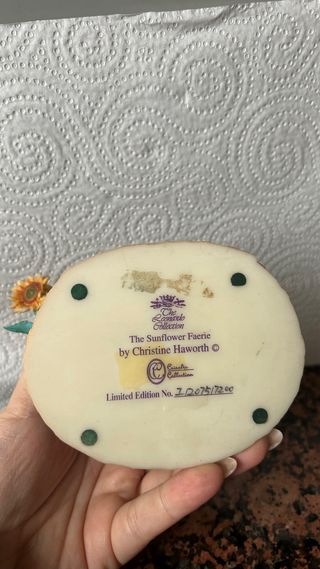 The
Leonardo
Collection
The Sunflower Faerie
by Christine Haworth ©
Collection
Limited Edition No.